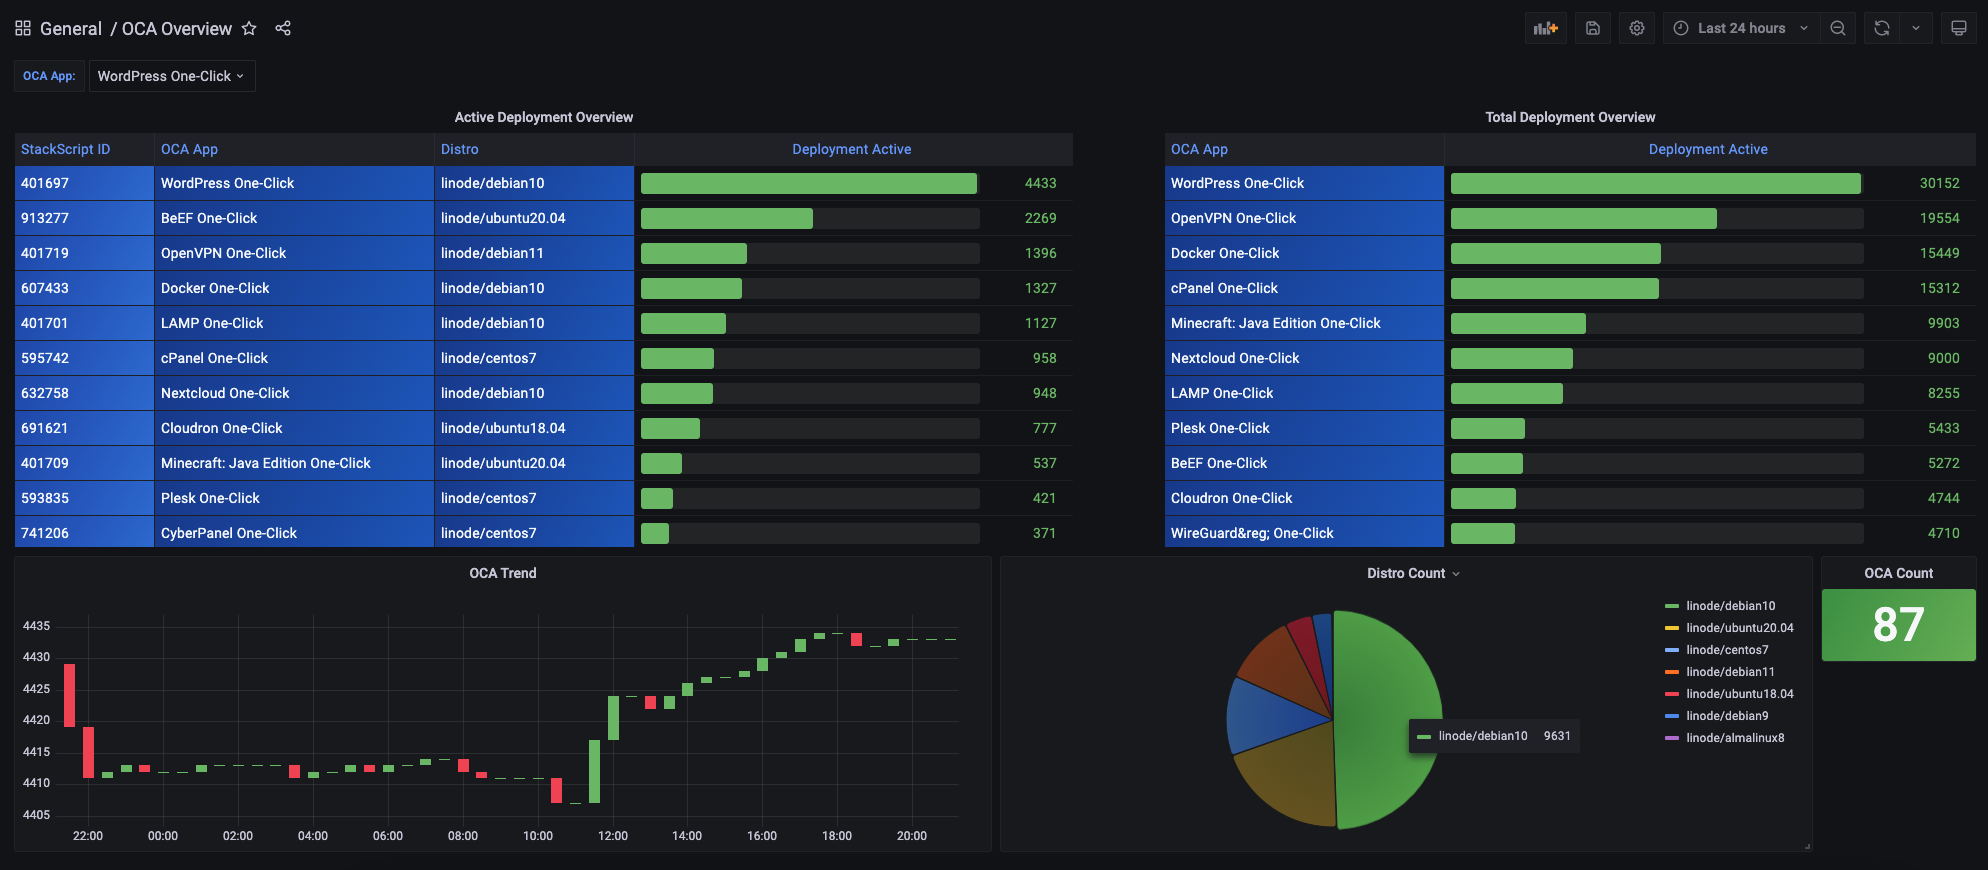 General / OCA Overview
Last 24 hours
OCA App: WordPress One-Click
Active Deployment Overview
StackScript ID OCA App Distro Deployment Active
401697 WordPress One-Click linode/debian10 4433
913277 BeEF One-Click linode/ubuntu20.04 2269
401719 OpenVPN One-Click linode/debian11 1396
607433 Docker One-Click linode/debian10 1327
401701 LAMP One-Click linode/debian10 1127
595742 cPanel One-Click linode/centos7 958
632758 Nextcloud One-Click linode/debian10 948
691621 Cloudron One-Click linode/ubuntu18.04 777
401709 Minecraft: Java Edition One-Click linode/ubuntu20.04 537
593835 Plesk One-Click linode/centos7 421
741206 CyberPanel One-Click linode/centos7 371
Total Deployment Overview
OCA App Deployment Active
WordPress One-Click 30152
OpenVPN One-Click 19554
Docker One-Click 15449
cPanel One-Click 15312
Minecraft: Java Edition One-Click 9903
Nextcloud One-Click 9000
LAMP One-Click 8255
Plesk One-Click 5433
BeEF One-Click 5272
Cloudron One-Click 4744
WireGuard&reg; One-Click 4710
OCA Trend
4435
4430
4425
4420
4415
4410
4405
22:00 00:00 02:00 04:00 06:00 08:00 10:00 12:00 14:00 16:00 18:00 20:00
Distro Count
linode/debian10 9631
linode/debian10
linode/ubuntu20.04
linode/centos7
linode/debian11
linode/ubuntu18.04
linode/debian9
linode/almalinux8
OCA Count
87